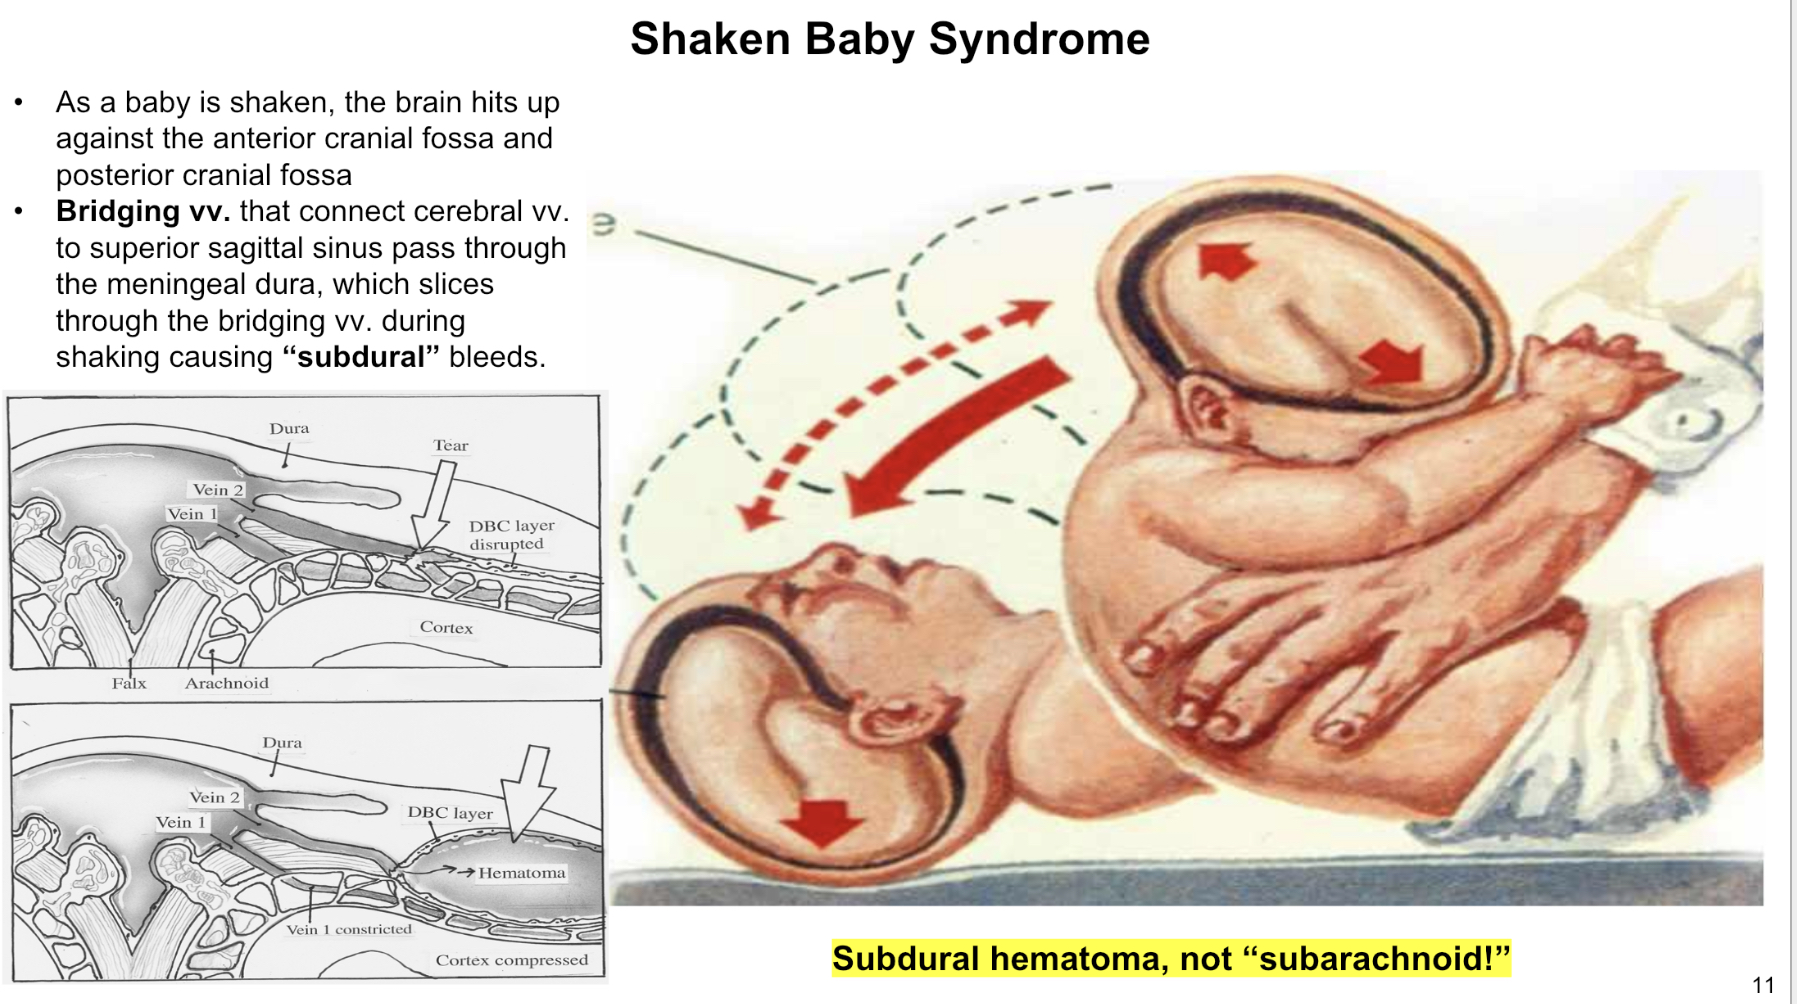 Shaken Baby Syndrome
• As a baby is shaken, the brain hits up
against the anterior cranial fossa and
posterior cranial fossa
• Bridging vv. that connect cerebral vv.
to superior sagittal sinus pass through
the meningeal dura, which slices
through the bridging vv. during
shaking causing “subdural” bleeds.
e
Dura
Tear
Vein 2
Vein 1
DBC layer
disrupted
Cortex
Falx
Arachnoid
Dura
Vein 2
DBC layer
Vein 1
Hematoma
Vein 1 constricted
Cortex compressed
Subdural hematoma, not “subarachnoid!”
11